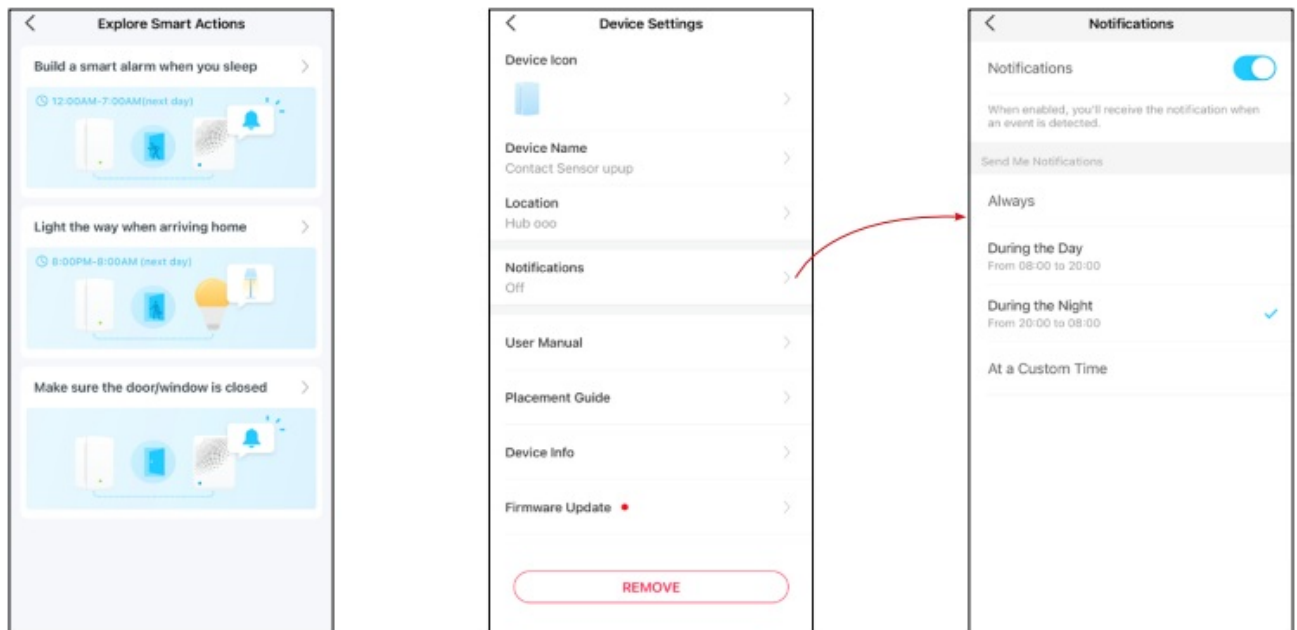 Explore Smart Actions
Build a smart alarm when you sleep
12:00AM-7:00AM(next day)
Light the way when arriving home
8:00PM-8:00AM (next day)
Make sure the door/window is closed
Device Settings
Device Icon
Device Name
Contact Sensor upup
Location
Hub ooo
Notifications
Off
User Manual
Placement Guide
Device Info
Firmware Update
REMOVE
Notifications
Notifications
When enabled, you'll receive the notification when
an event is detected.
Send Me Notifications
Always
During the Day
From 08:00 to 20:00
During the Night
From 20:00 to 08:00
At a Custom Time